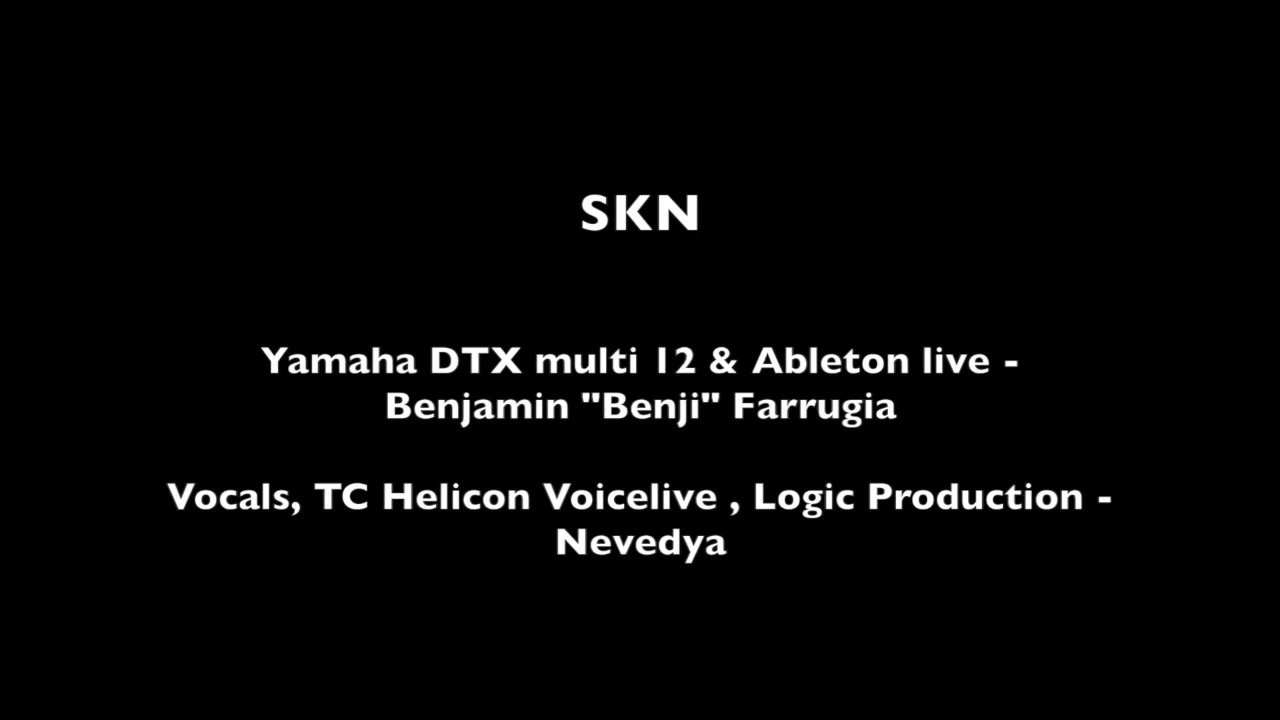 SKN
Yamaha DTX multi 12 & Ableton live -
Benjamin "Benji" Farrugia
Vocals, TC Helicon Voicelive , Logic Production -
Nevedya